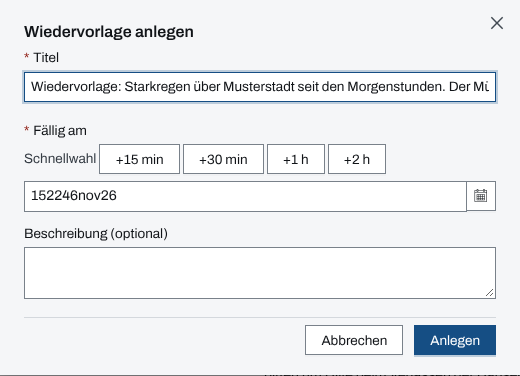 Wiedervorlage anlegen
* Titel
Wiedervorlage: Starkregen über Musterstadt seit den Morgenstunden. Der
* Fällig am
Schnellwahl +15 min +30 min +1 h +2 h
152246nov26
Beschreibung (optional)
Abbrechen Anlegen